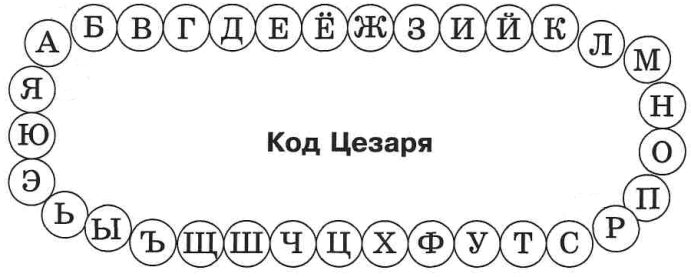 А Б В Г Д Е Ё Ж З И Й К Л М
Н
О
П
Р С Т У Ф Х Ц Ч Ш Щ Ъ Ы Ь
Э
Ю
Я
Код Цезаря